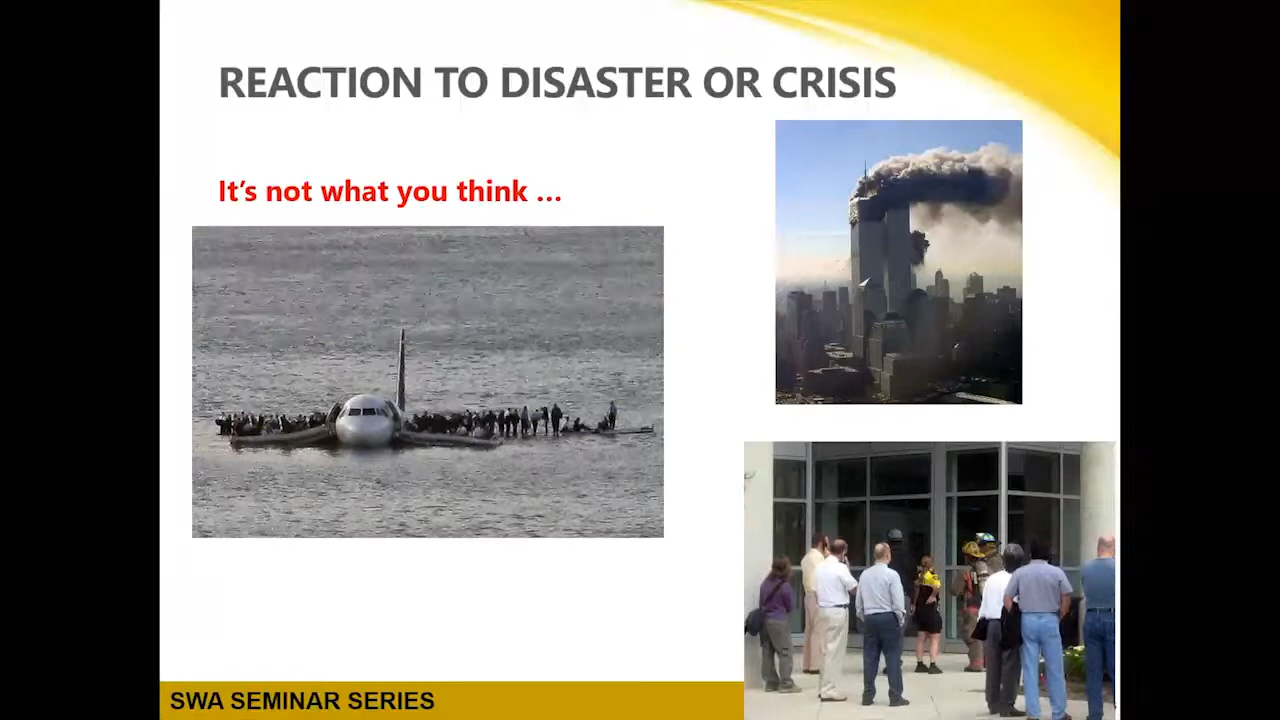 REACTION TO DISASTER OR CRISIS
It’s not what you think …
SWA SEMINAR SERIES